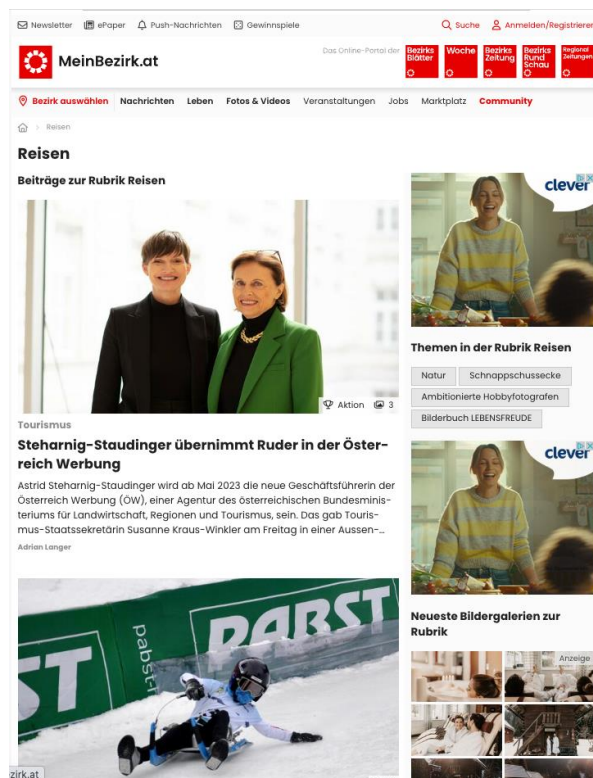 Newsletter ePaper Push-Nachrichten Gewinnspiele Suche Anmelden/Registrieren
MeinBezirk.at
Das Online-Portal der
Bezirks
Blätter
Woche
Bezirks
Zeitung
Bezirks
Rund
Schau
Regional
Zeitungen
Bezirk auswählen Nachrichten Leben Fotos & Videos Veranstaltungen Jobs Marktplatz Community
Reisen
Reisen
Beiträge zur Rubrik Reisen
Aktion 3
Tourismus
Steharnig-Staudinger übernimmt Ruder in der Öster-
reich Werbung
Astrid Steharnig-Staudinger wird ab Mai 2023 die neue Geschäftsführerin der
Österreich Werbung (ÖW), einer Agentur des österreichischen Bundesminis-
teriums für Landwirtschaft, Regionen und Tourismus, sein. Das gab Touris-
mus-Staatssekretärin Susanne Kraus-Winkler am Freitag in einer Aussen-…
Adrian Langer
PABST
ST
pabst-
zirk.at
clever
Themen in der Rubrik Reisen
Natur Schnappschussecke
Ambitionierte Hobbyfotografen
Bilderbuch LEBENSFREUDE
clever
Neueste Bildergalerien zur
Rubrik
Anzeige